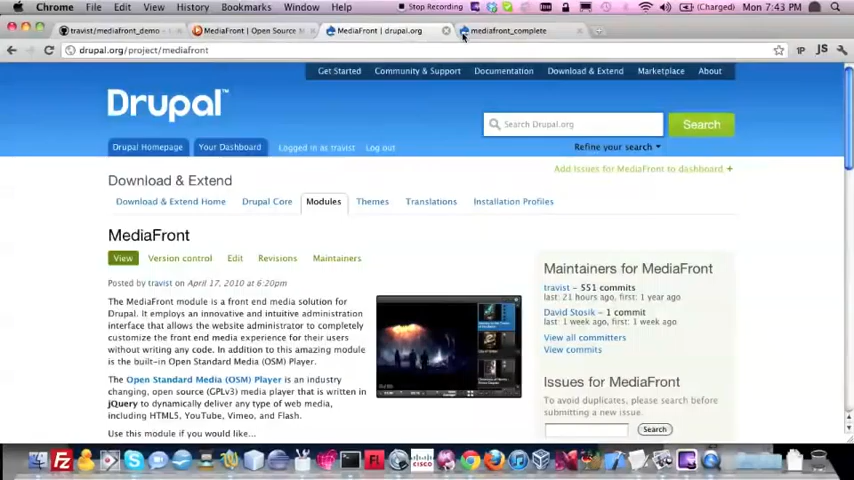 Chrome File Edit View History Bookmarks Window Help Stop Recording (Charged) Mon 7:43 PM
travist/mediafront_demo MediaFront | Open Source M MediaFront | drupal.org mediafront_complete
drupal.org/project/mediafront
Get Started Community & Support Documentation Download & Extend Marketplace About
Drupal™
Search Drupal.org Search
Drupal Homepage Your Dashboard Logged in as travist Log out Refine your search
Add Issues for MediaFront to dashboard +
Download & Extend
Download & Extend Home Drupal Core Modules Themes Translations Installation Profiles
MediaFront
View Version control Edit Revisions Maintainers
Posted by travist on April 17, 2010 at 6:20pm
The MediaFront module is a front end media solution for
Drupal. It employs an innovative and intuitive administration
interface that allows the website administrator to completely
customize the front end media experience for their users
without writing any code. In addition to this amazing module
is the built-in Open Standard Media (OSM) Player.
The Open Standard Media (OSM) Player is an industry
changing, open source (GPLv3) media player that is written in
jQuery to dynamically deliver any type of web media,
including HTML5, YouTube, Vimeo, and Flash.
Use this module if you would like...
Maintainers for MediaFront
travist – 551 commits
last: 21 hours ago, first: 1 year ago
David Stosik – 1 commit
last: 1 week ago, first: 1 week ago
View all committers
View commits
Issues for MediaFront
To avoid duplicates, please search before
submitting a new issue.
Search